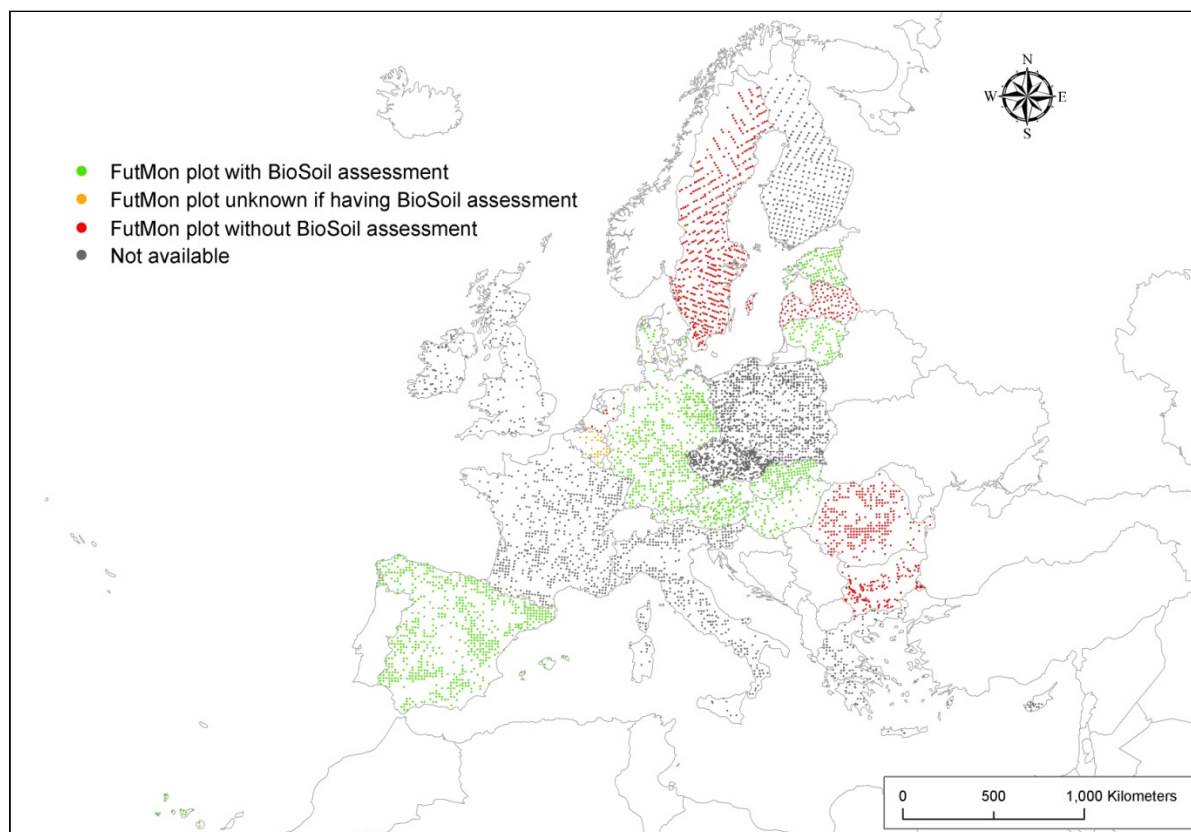 N
W E
S
FutMon plot with BioSoil assessment
FutMon plot unknown if having BioSoil assessment
FutMon plot without BioSoil assessment
Not available
0 500 1,000 Kilometers